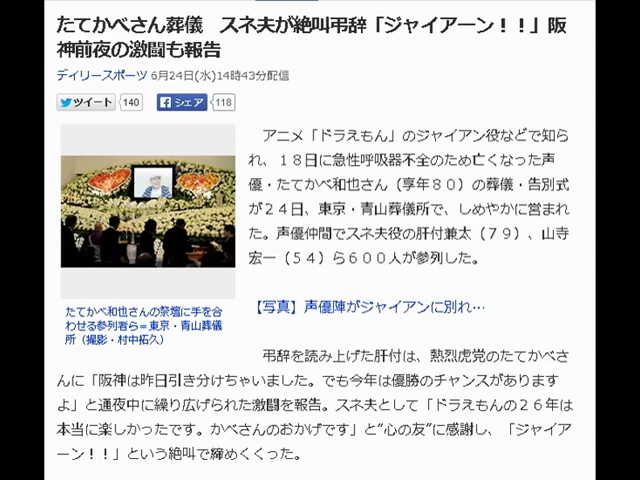 たてかべさん葬儀　スネ夫が絶叫弔辞「ジャイアーン！！」阪
神前夜の激闘も報告
デイリースポーツ 6月24日(水)14時43分配信
ツイート 140 シェア 118
アニメ「ドラえもん」のジャイアン役などで知ら
れ、１８日に急性呼吸器不全のため亡くなった声
優・たてかべ和也さん（享年８０）の葬儀・告別式
が２４日、東京・青山葬儀所で、しめやかに営まれ
た。声優仲間でスネ夫役の肝付兼太（７９）、山寺
宏一（５４）ら６００人が参列した。
たてかべ和也さんの祭壇に手を合
わせる参列者ら＝東京・青山葬儀
所（撮影・村中拓久）
【写真】声優陣がジャイアンに別れ…
弔辞を読み上げた肝付は、熱烈虎党のたてかべさ
んに「阪神は昨日引き分けちゃいました。でも今年は優勝のチャンスがあります
よ」と通夜中に繰り広げられた激闘を報告。スネ夫として「ドラえもんの２６年は
本当に楽しかったです。かべさんのおかげです」と”心の友”に感謝し、「ジャイア
ーン！！」という絶叫で締めくくった。